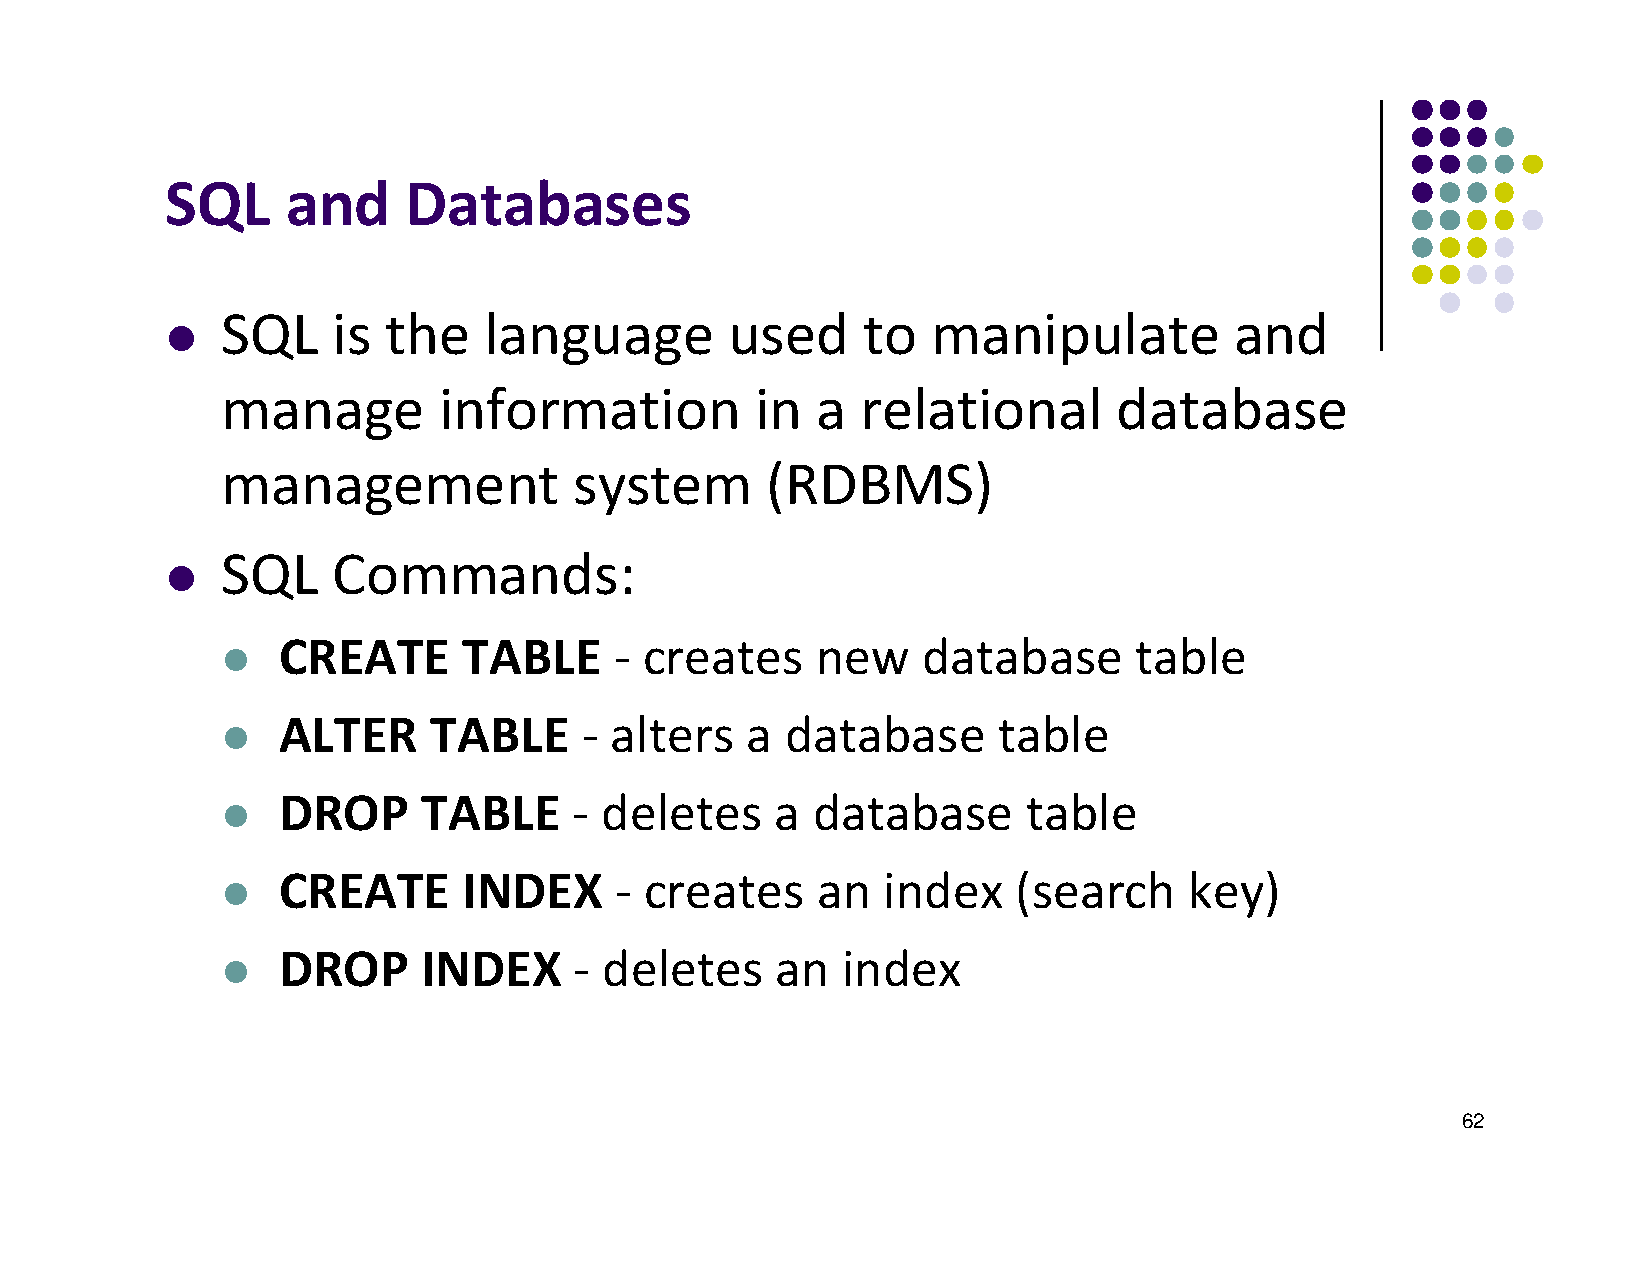 SQL and Databases
SQL is the language used to manipulate and
manage information in a relational database
management system (RDBMS)
SQL Commands:
CREATE TABLE - creates new database table
ALTER TABLE - alters a database table
DROP TABLE - deletes a database table
CREATE INDEX - creates an index (search key)
DROP INDEX - deletes an index
62